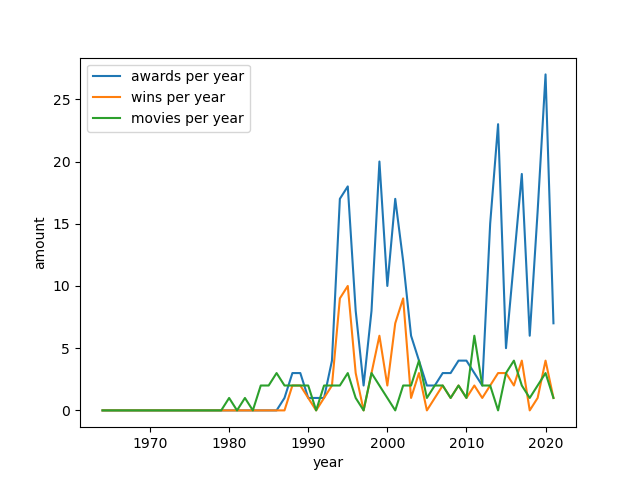 awards per year
wins per year
movies per year
25
20
15
10
5
0
amount
1970 1980 1990 2000 2010 2020
year